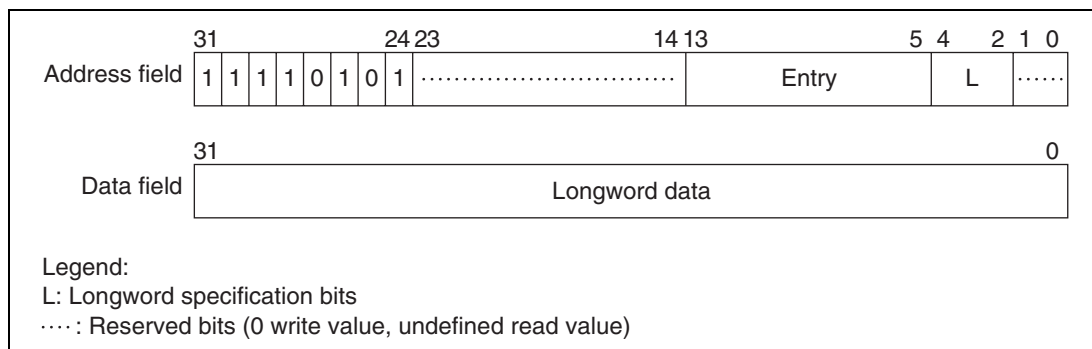 31 24 23 14 13 5 4 2 1 0
Address field 1 1 1 1 0 1 0 1 ............................... Entry L ......
31 0
Data field Longword data
Legend:
L: Longword specification bits
····: Reserved bits (0 write value, undefined read value)